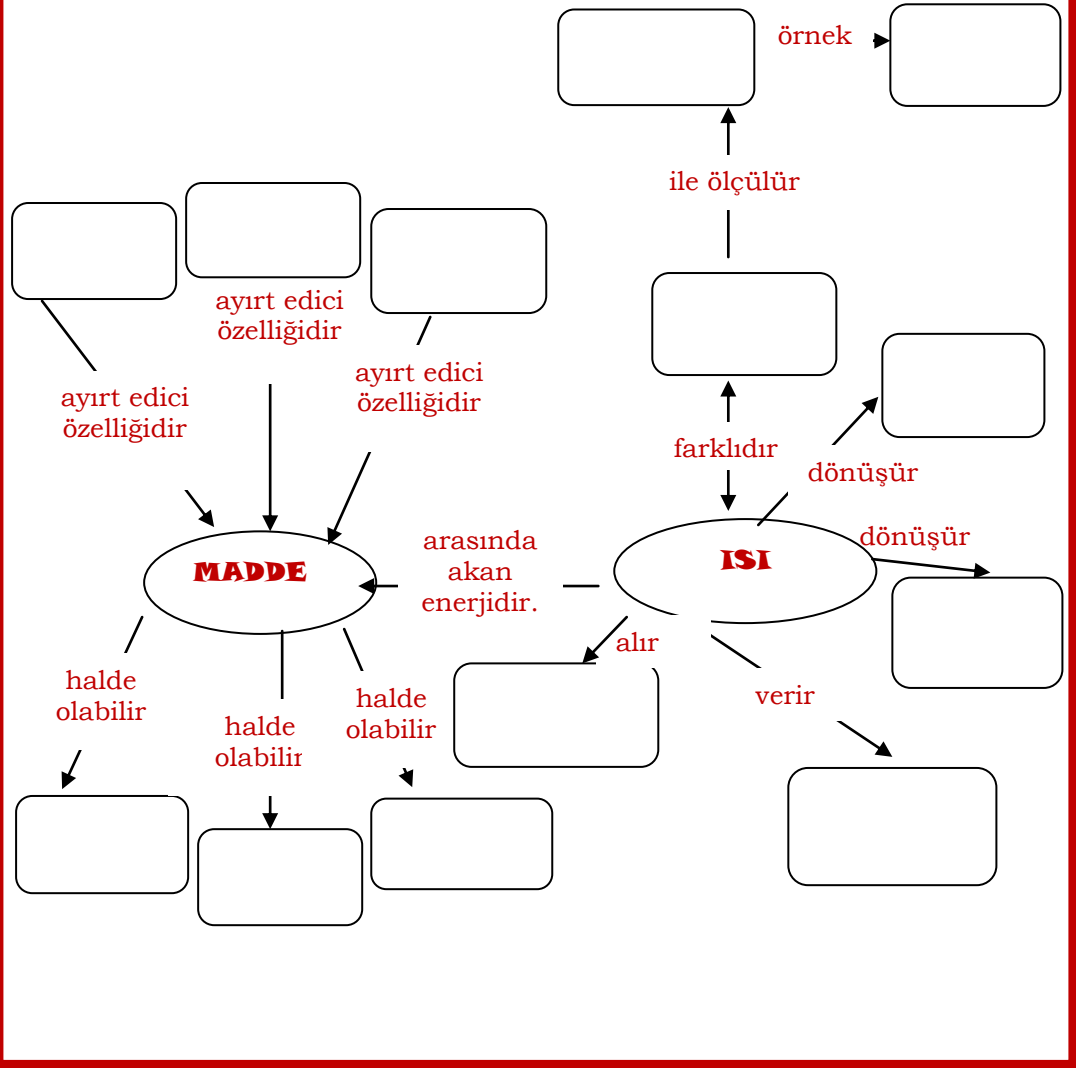 örnek
ile ölçülür
ayırt edici
özelliğidir
ayırt edici
özelliğidir
ayırt edici
özelliğidir
farklıdır
dönüşür
dönüşür
MADDE
arasında
akan
enerjidir.
ISI
alır
verir
halde
olabilir
halde
olabilir
halde
olabilir